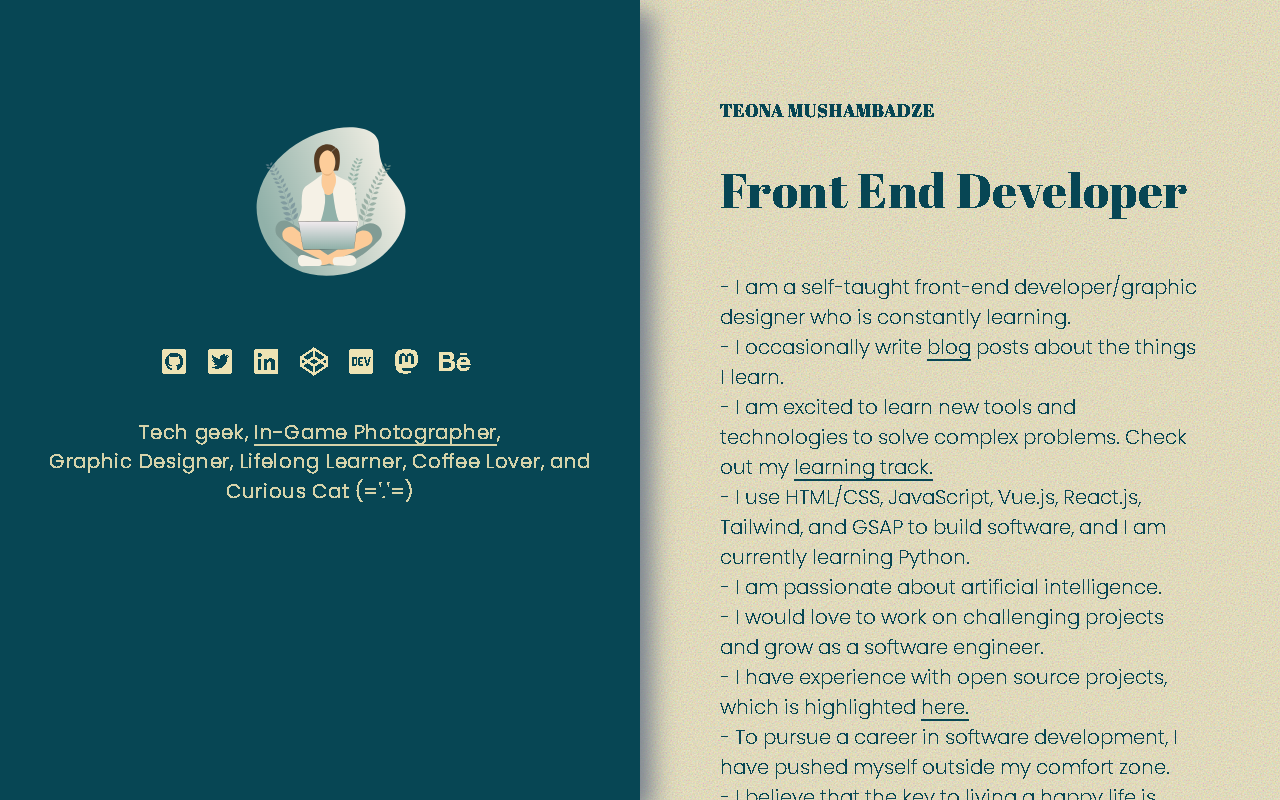 DEV
Bē
Tech geek, In-Game Photographer,
Graphic Designer, Lifelong Learner, Coffee Lover, and
Curious Cat (='.'=)
TEONA MUSHAMBADZE
Front End Developer
- I am a self-taught front-end developer/graphic
designer who is constantly learning.
- I occasionally write blog posts about the things
I learn.
- I am excited to learn new tools and
technologies to solve complex problems. Check
out my learning track.
- I use HTML/CSS, JavaScript, Vue.js, React.js,
Tailwind, and GSAP to build software, and I am
currently learning Python.
- I am passionate about artificial intelligence.
- I would love to work on challenging projects
and grow as a software engineer.
- I have experience with open source projects,
which is highlighted here.
- To pursue a career in software development, I
have pushed myself outside my comfort zone.
- I believe that the key to living a happy life is